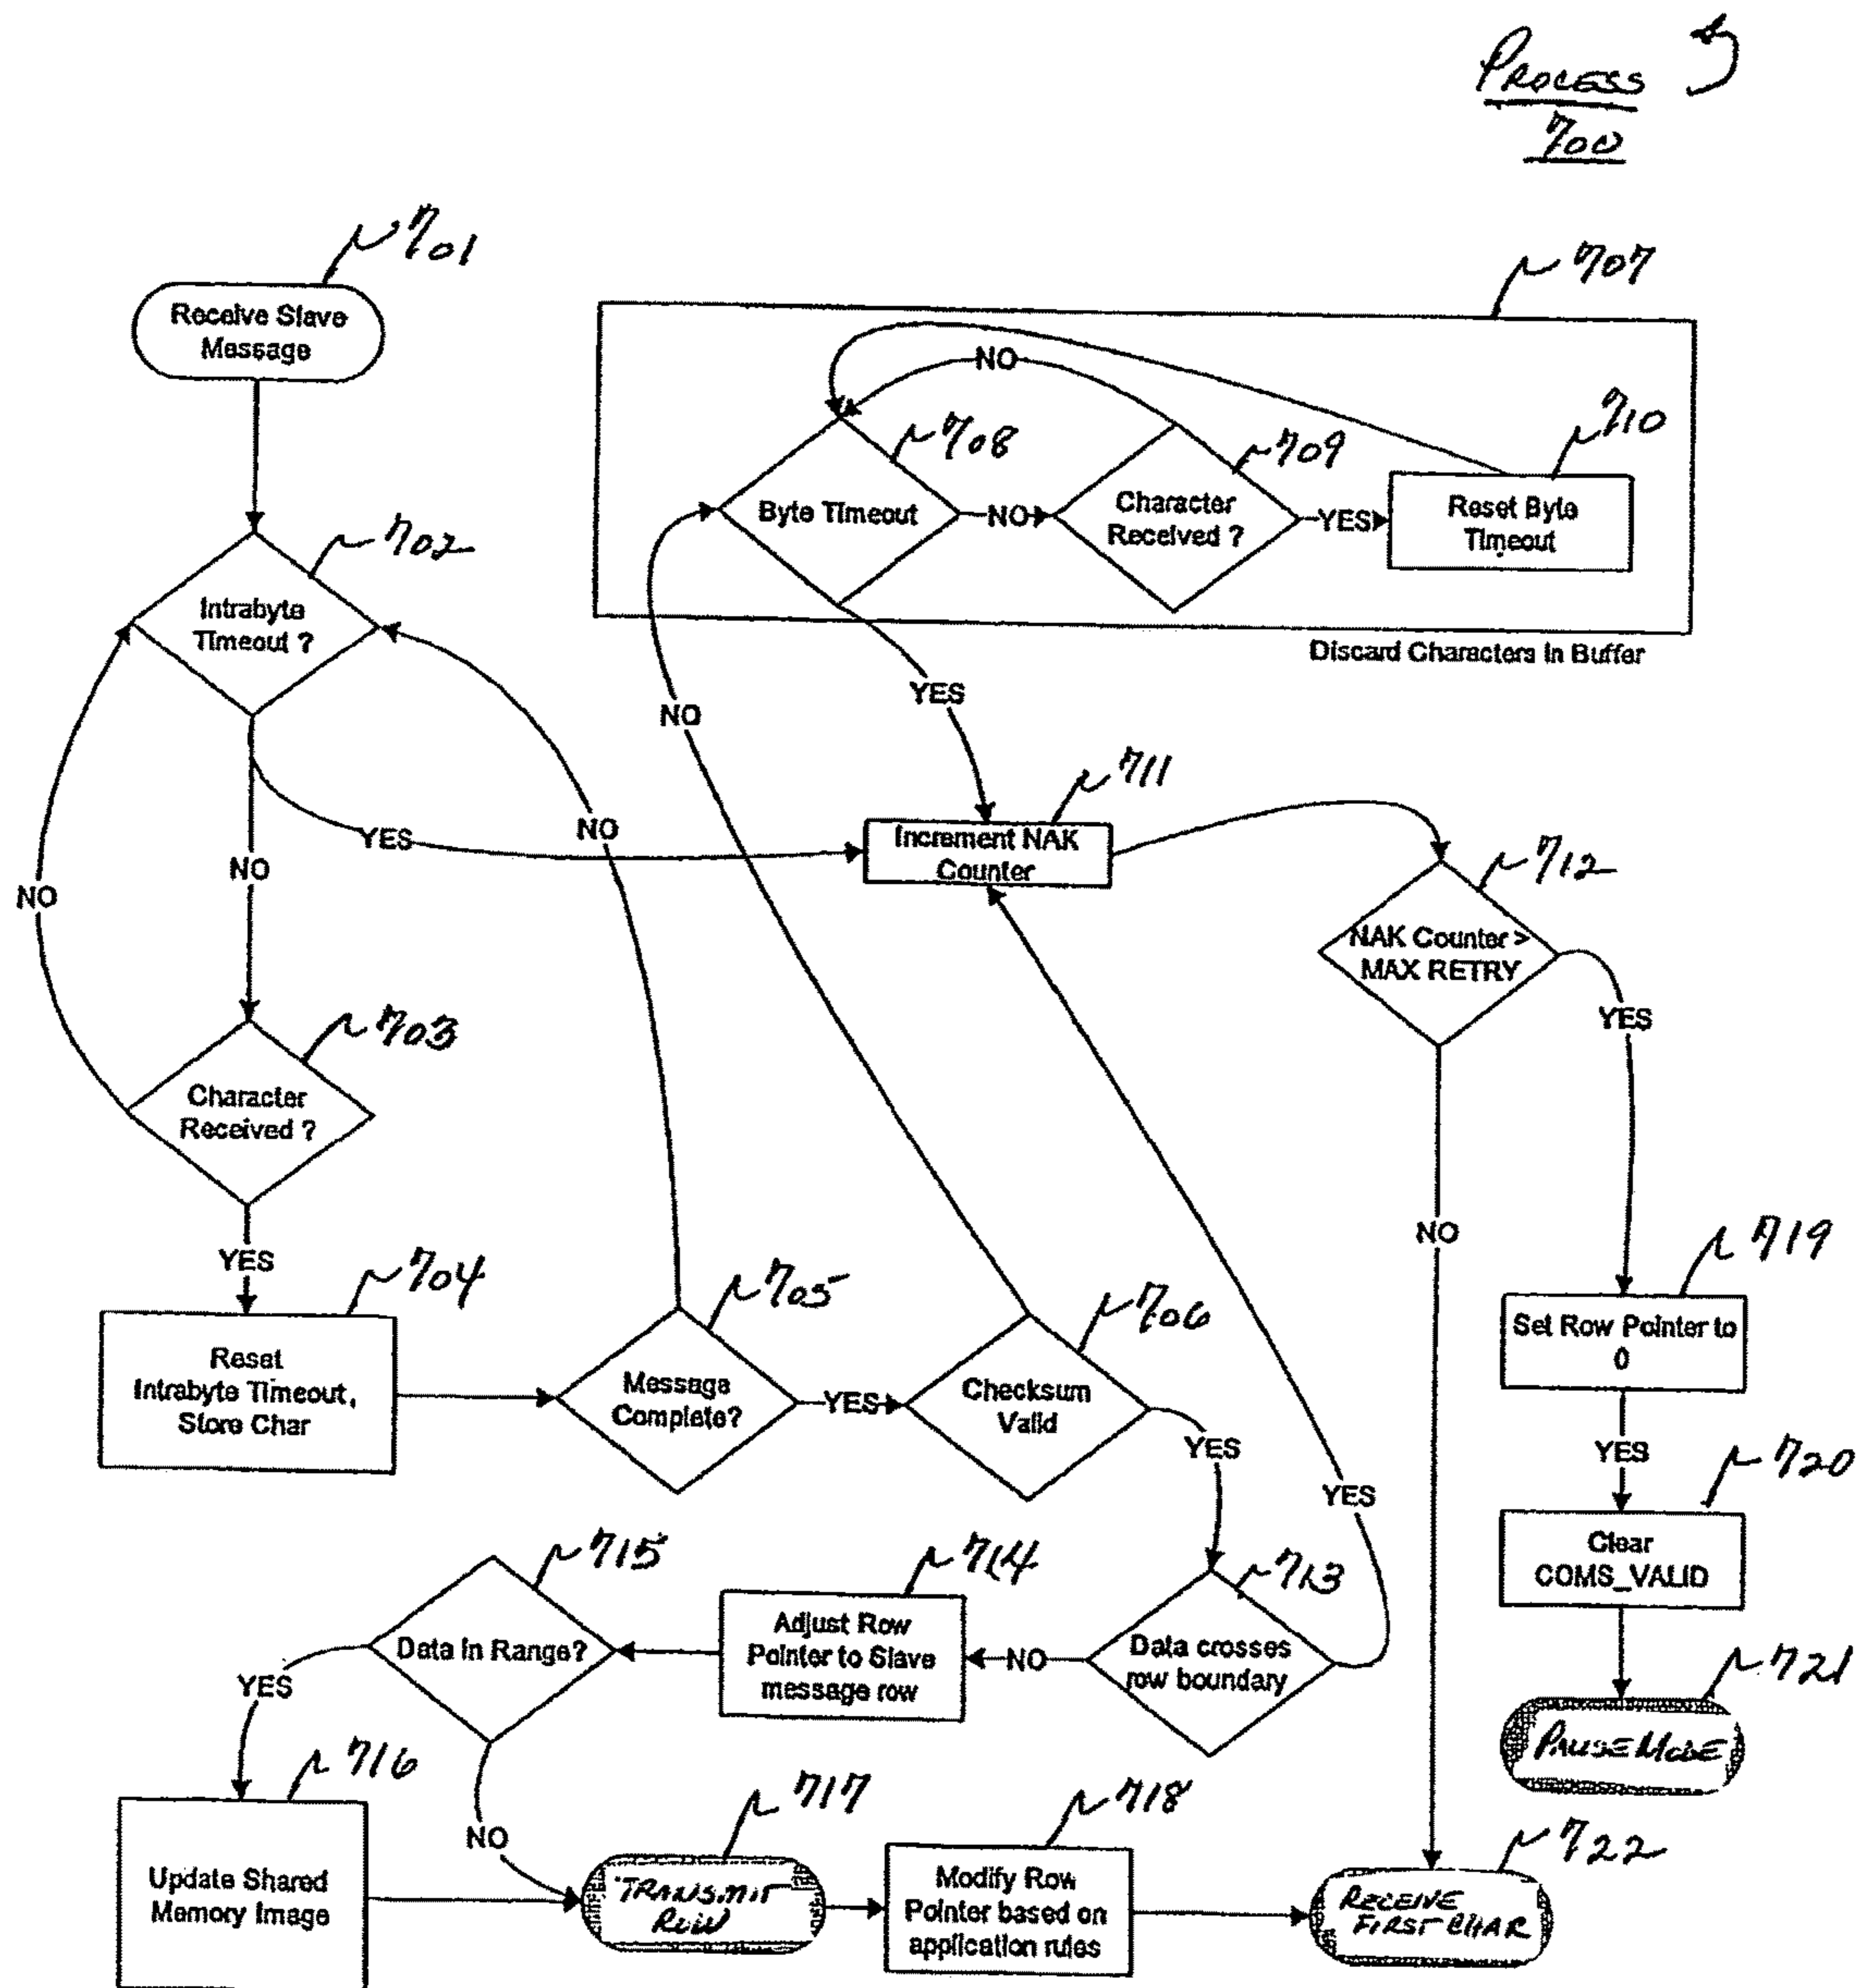 PROCESS
700
701
Receive Slave
Message
707
NO
708
709
710
Byte Timeout
NO
Character
Received ?
YES
Reset Byte
Timeout
Discard Characters in Buffer
702
Intrabyte
Timeout ?
YES
NO
711
Increment NAK
Counter
NO
YES
NO
NO
712
NAK Counter >
MAX RETRY
YES
703
Character
Received ?
YES
NO
704
Reset
Intrabyte Timeout,
Store Char
705
Message
Complete?
YES
706
Checksum
Valid
YES
YES
719
Set Row Pointer to
0
YES
720
Clear
COMS_VALID
721
PAUSE MODE
715
Data in Range?
714
Adjust Row
Pointer to Slave
message row
NO
713
Data crosses
row boundary
YES
NO
716
Update Shared
Memory Image
717
TRANSMIT
ROW
718
Modify Row
Pointer based on
application rules
722
RECEIVE
FIRST CHAR